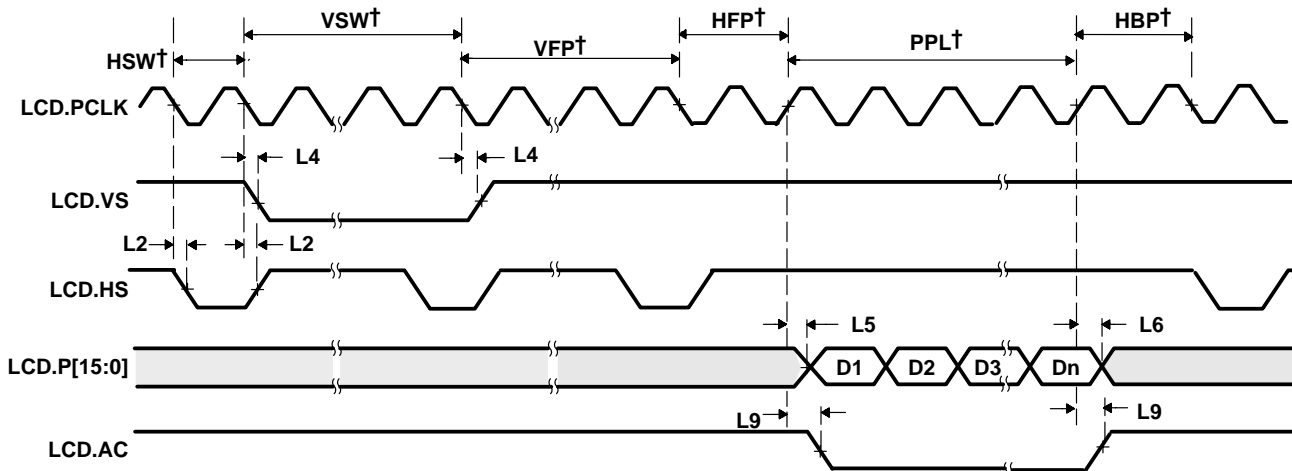 VSW†
HFP†
HBP†
HSW†
VFP†
PPL†
LCD.PCLK
L4
L4
LCD.VS
L2
L2
LCD.HS
L5
L6
LCD.P[15:0]
D1
D2
D3
Dn
L9
L9
LCD.AC